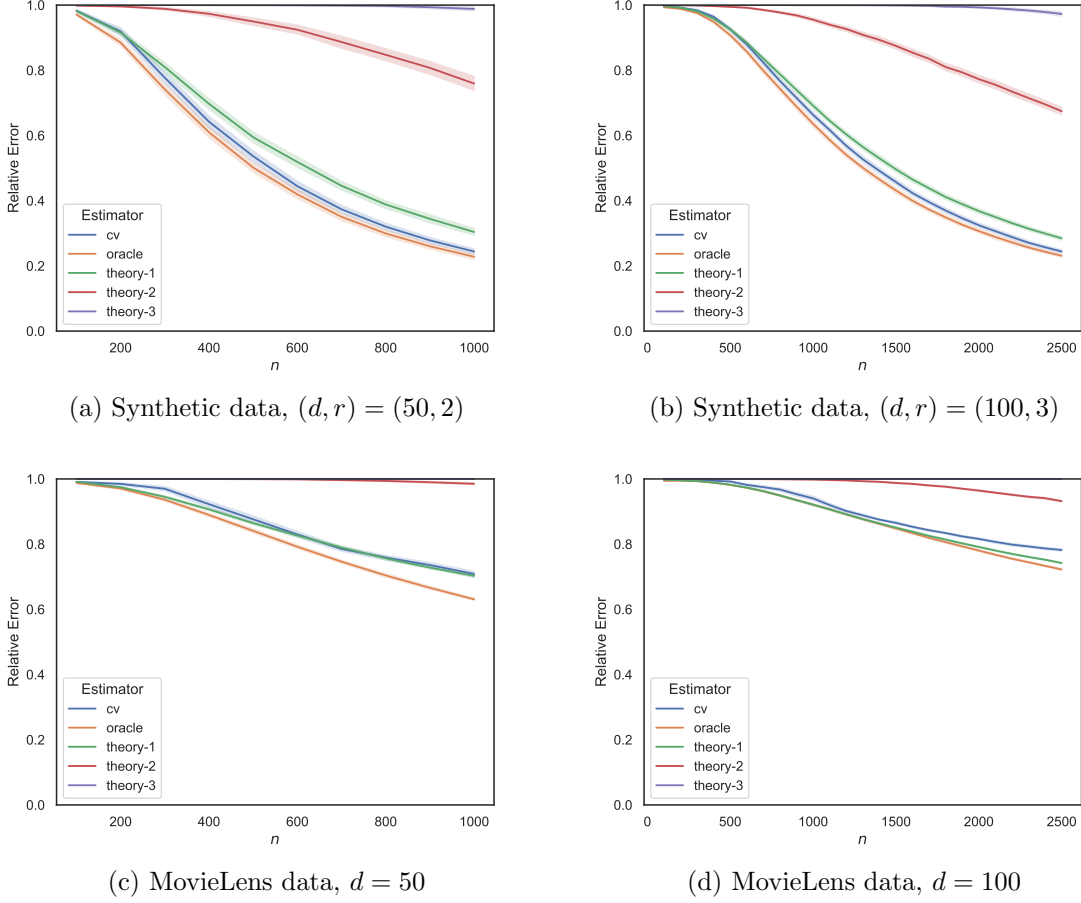 1.0
0.8
0.6
0.4
0.2
0.0
Relative Error
Estimator
cv
oracle
theory-1
theory-2
theory-3
200
400
600
800
1000
n
(a) Synthetic data, (d, r) = (50, 2)
1.0
0.8
0.6
0.4
0.2
0.0
Relative Error
Estimator
cv
oracle
theory-1
theory-2
theory-3
0
500
1000
1500
2000
2500
n
(b) Synthetic data, (d, r) = (100, 3)
1.0
0.8
0.6
0.4
0.2
0.0
Relative Error
Estimator
cv
oracle
theory-1
theory-2
theory-3
200
400
600
800
1000
n
(c) MovieLens data, d = 50
1.0
0.8
0.6
0.4
0.2
0.0
Relative Error
Estimator
cv
oracle
theory-1
theory-2
theory-3
0
500
1000
1500
2000
2500
n
(d) MovieLens data, d = 100